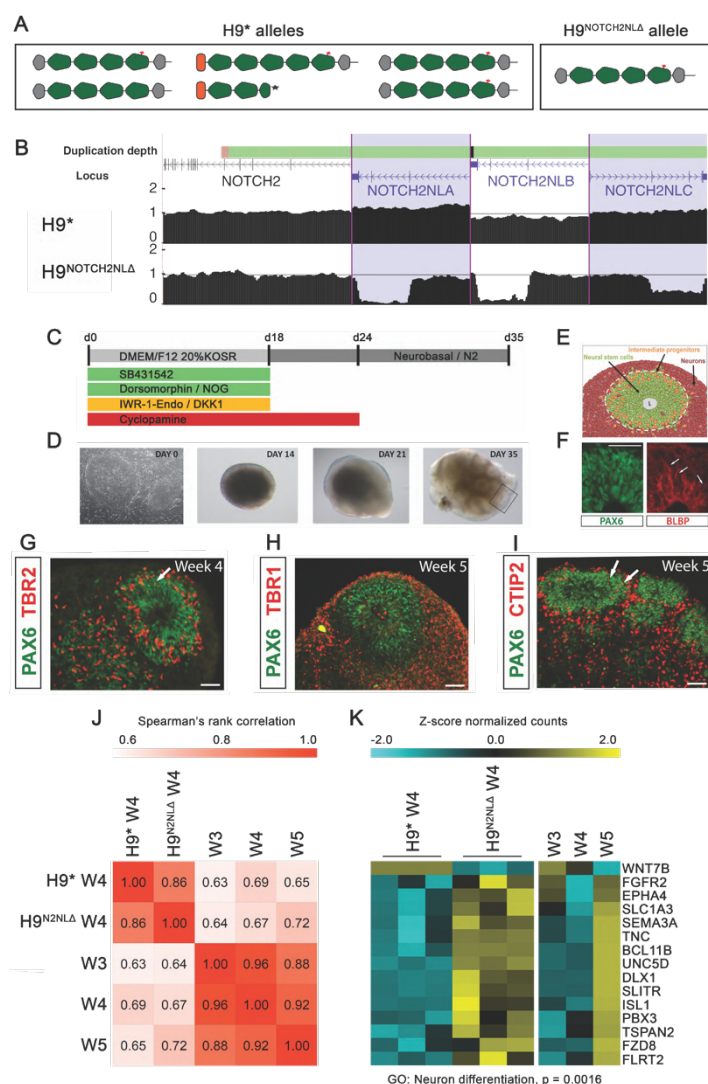 A
H9* alleles
H9NOTCH2NLΔ allele
B
Duplication depth
Locus
NOTCH2
NOTCH2NLA
NOTCH2NLB
NOTCH2NLC
2
H9*
1
0
2
H9NOTCH2NLΔ
1
0
C
d0
d18
d24
d35
DMEM/F12 20%KOSR
Neurobasal / N2
SB431542
Dorsomorphin / NOG
IWR-1-Endo / DKK1
Cyclopamine
D
DAY 0
DAY 14
DAY 21
DAY 35
E
Intermediate progenitors
Neural stem cells
Neurons
F
PAX6
BLBP
G
PAX6 TBR2
Week 4
H
PAX6 TBR1
Week 5
I
PAX6 CTIP2
Week 5
J
Spearman's rank correlation
0.6 0.8 1.0
H9* W4
H9N2NLΔ W4
W3
W4
W5
H9* W4 1.00 0.86 0.63 0.69 0.65
H9N2NLΔ W4 0.86 1.00 0.64 0.67 0.72
W3 0.63 0.64 1.00 0.96 0.88
W4 0.69 0.67 0.96 1.00 0.92
W5 0.65 0.72 0.88 0.92 1.00
K
Z-score normalized counts
-2.0 0.0 2.0
H9* W4
H9N2NLΔ W4
W3
W4
W5
WNT7B
FGFR2
EPHA4
SLC1A3
SEMA3A
TNC
BCL11B
UNC5D
DLX1
SLITR
ISL1
PBX3
TSPAN2
FZD8
FLRT2
GO: Neuron differentiation, p = 0.0016